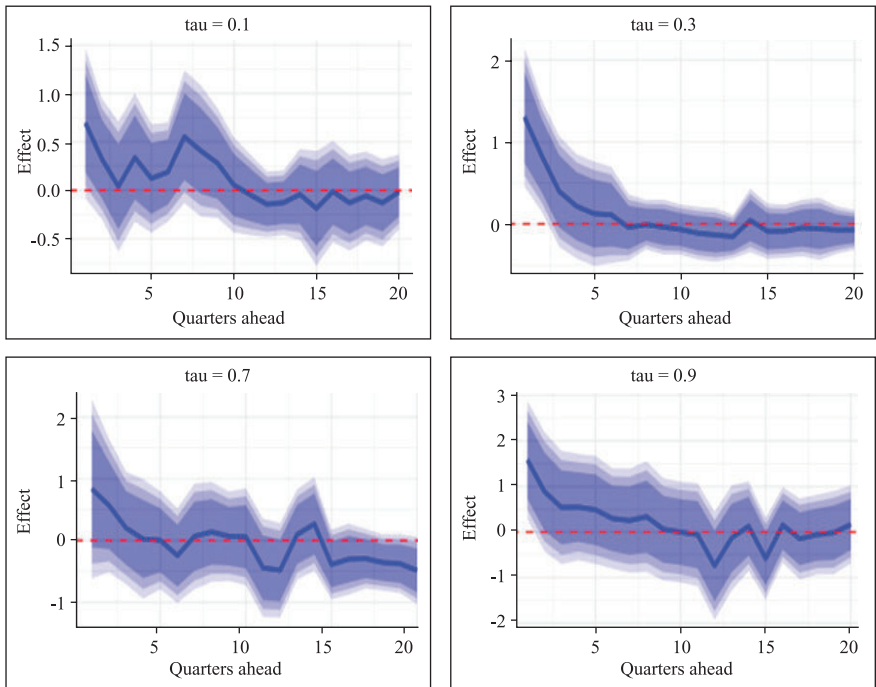 tau = 0.1
1.5
1.0
0.5
0.0
-0.5
Effect
5
10
15
20
Quarters ahead
tau = 0.3
2
1
0
Effect
5
10
15
20
Quarters ahead
tau = 0.7
2
1
0
-1
Effect
5
10
15
20
Quarters ahead
tau = 0.9
3
2
1
0
-1
-2
Effect
5
10
15
20
Quarters ahead